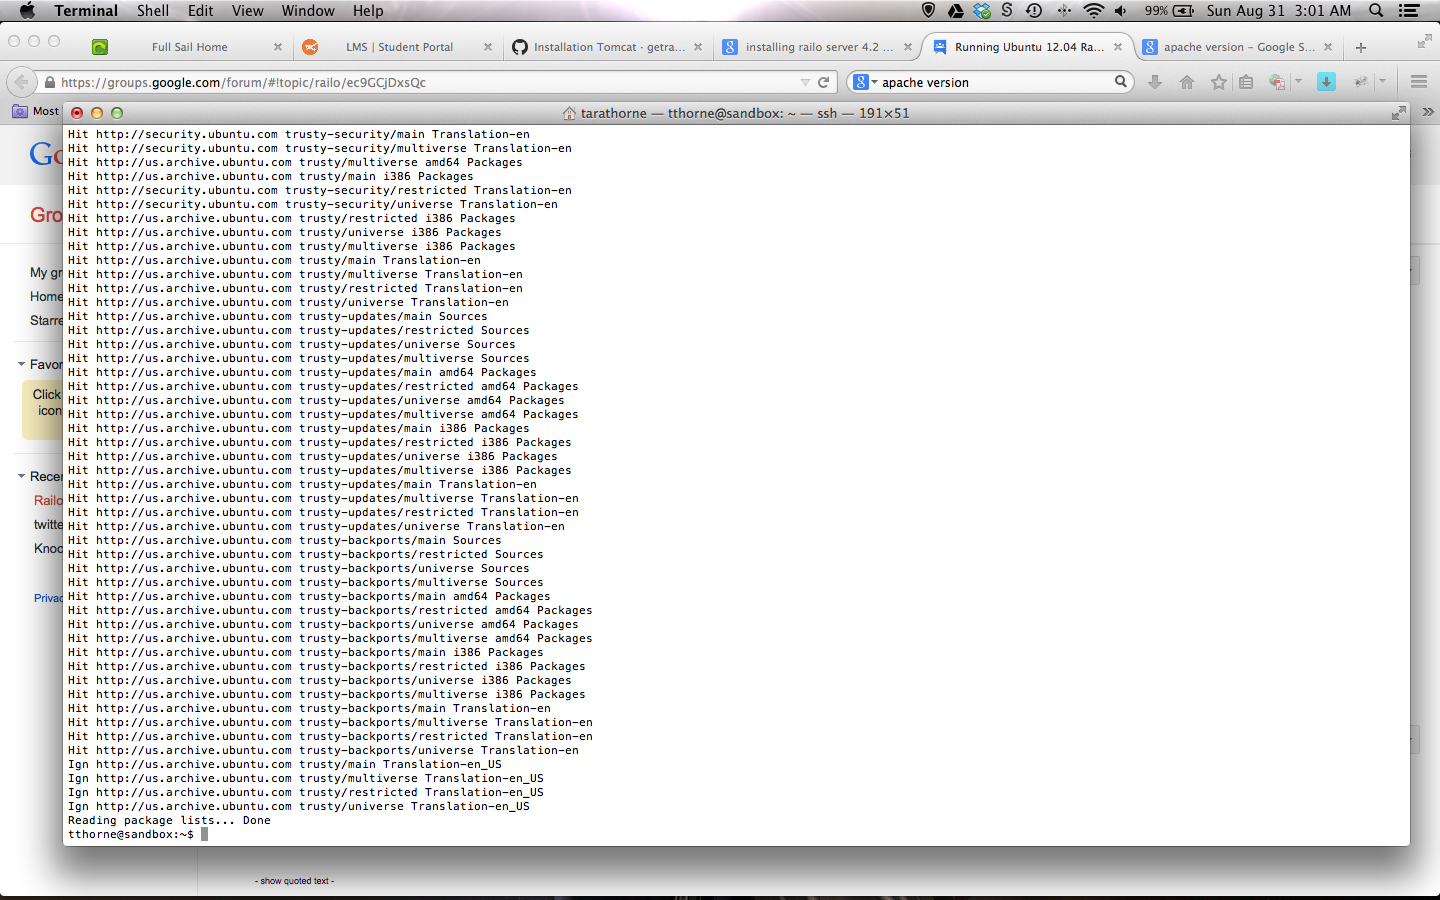 Terminal Shell Edit View Window Help 99% Sun Aug 31 3:01 AM
Full Sail Home LMS | Student Portal Installation Tomcat · getra... installing railo server 4.2 ... Running Ubuntu 12.04 Ra... apache version – Google S...
https://groups.google.com/forum/#!topic/railo/ec9GCjDxsQc apache version
Most
tarathorne — tthorne@sandbox: ~ — ssh — 191×51
Hit http://security.ubuntu.com trusty-security/main Translation-en
Hit http://security.ubuntu.com trusty-security/multiverse Translation-en
Hit http://us.archive.ubuntu.com trusty/multiverse amd64 Packages
Hit http://us.archive.ubuntu.com trusty/main i386 Packages
Hit http://security.ubuntu.com trusty-security/restricted Translation-en
Hit http://security.ubuntu.com trusty-security/universe Translation-en
Hit http://us.archive.ubuntu.com trusty/restricted i386 Packages
Hit http://us.archive.ubuntu.com trusty/universe i386 Packages
Hit http://us.archive.ubuntu.com trusty/multiverse i386 Packages
Hit http://us.archive.ubuntu.com trusty/main Translation-en
Hit http://us.archive.ubuntu.com trusty/multiverse Translation-en
Hit http://us.archive.ubuntu.com trusty/restricted Translation-en
Hit http://us.archive.ubuntu.com trusty/universe Translation-en
Hit http://us.archive.ubuntu.com trusty-updates/main Sources
Hit http://us.archive.ubuntu.com trusty-updates/restricted Sources
Hit http://us.archive.ubuntu.com trusty-updates/universe Sources
Hit http://us.archive.ubuntu.com trusty-updates/multiverse Sources
Hit http://us.archive.ubuntu.com trusty-updates/main amd64 Packages
Hit http://us.archive.ubuntu.com trusty-updates/restricted amd64 Packages
Hit http://us.archive.ubuntu.com trusty-updates/universe amd64 Packages
Hit http://us.archive.ubuntu.com trusty-updates/multiverse amd64 Packages
Hit http://us.archive.ubuntu.com trusty-updates/main i386 Packages
Hit http://us.archive.ubuntu.com trusty-updates/restricted i386 Packages
Hit http://us.archive.ubuntu.com trusty-updates/universe i386 Packages
Hit http://us.archive.ubuntu.com trusty-updates/multiverse i386 Packages
Hit http://us.archive.ubuntu.com trusty-updates/main Translation-en
Hit http://us.archive.ubuntu.com trusty-updates/multiverse Translation-en
Hit http://us.archive.ubuntu.com trusty-updates/restricted Translation-en
Hit http://us.archive.ubuntu.com trusty-updates/universe Translation-en
Hit http://us.archive.ubuntu.com trusty-backports/main Sources
Hit http://us.archive.ubuntu.com trusty-backports/restricted Sources
Hit http://us.archive.ubuntu.com trusty-backports/universe Sources
Hit http://us.archive.ubuntu.com trusty-backports/multiverse Sources
Hit http://us.archive.ubuntu.com trusty-backports/main amd64 Packages
Hit http://us.archive.ubuntu.com trusty-backports/restricted amd64 Packages
Hit http://us.archive.ubuntu.com trusty-backports/universe amd64 Packages
Hit http://us.archive.ubuntu.com trusty-backports/multiverse amd64 Packages
Hit http://us.archive.ubuntu.com trusty-backports/main i386 Packages
Hit http://us.archive.ubuntu.com trusty-backports/restricted i386 Packages
Hit http://us.archive.ubuntu.com trusty-backports/universe i386 Packages
Hit http://us.archive.ubuntu.com trusty-backports/multiverse i386 Packages
Hit http://us.archive.ubuntu.com trusty-backports/main Translation-en
Hit http://us.archive.ubuntu.com trusty-backports/multiverse Translation-en
Hit http://us.archive.ubuntu.com trusty-backports/restricted Translation-en
Hit http://us.archive.ubuntu.com trusty-backports/universe Translation-en
Ign http://us.archive.ubuntu.com trusty/main Translation-en_US
Ign http://us.archive.ubuntu.com trusty/multiverse Translation-en_US
Ign http://us.archive.ubuntu.com trusty/restricted Translation-en_US
Ign http://us.archive.ubuntu.com trusty/universe Translation-en_US
Reading package lists... Done
tthorne@sandbox:~$
Go
Gro
My gr
Home
Starre
Favor
Click
icon
Recer
Railo
twitte
Knoc
Privac
- show quoted text -